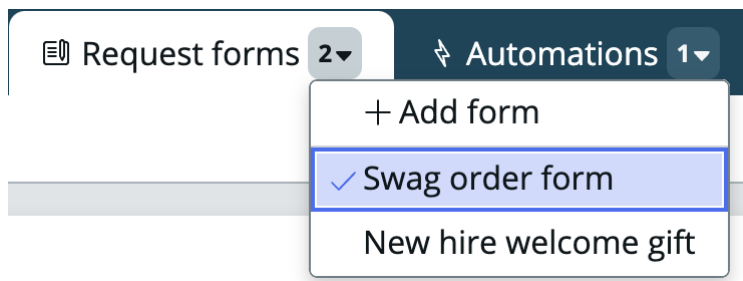 Request forms 2 Automations 1
+ Add form
Swag order form
New hire welcome gift